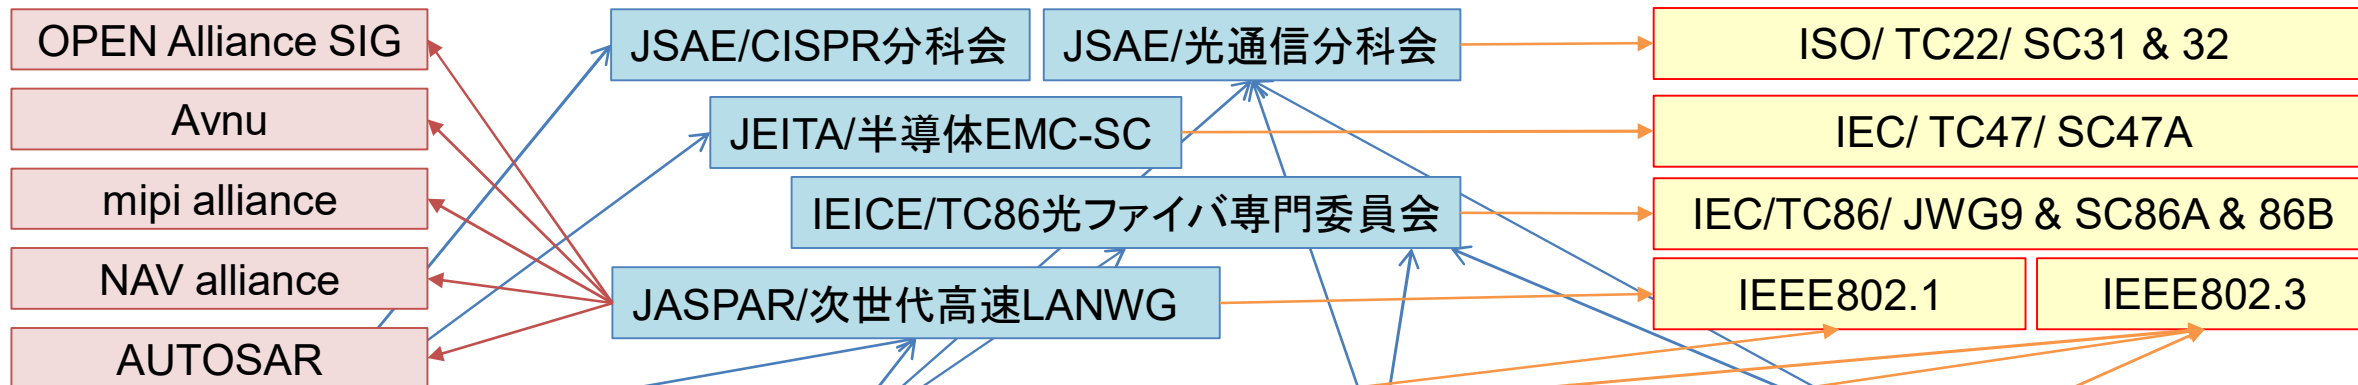 OPEN Alliance SIG
Avnu
mipi alliance
NAV alliance
AUTOSAR
JSAE/CISPR分科会
JSAE/光通信分科会
JEITA/半導体EMC-SC
IEICE/TC86光ファイバ専門委員会
JASPAR/次世代高速LANWG
ISO/ TC22/ SC31 & 32
IEC/ TC47/ SC47A
IEC/TC86/ JWG9 & SC86A & 86B
IEEE802.1
IEEE802.3